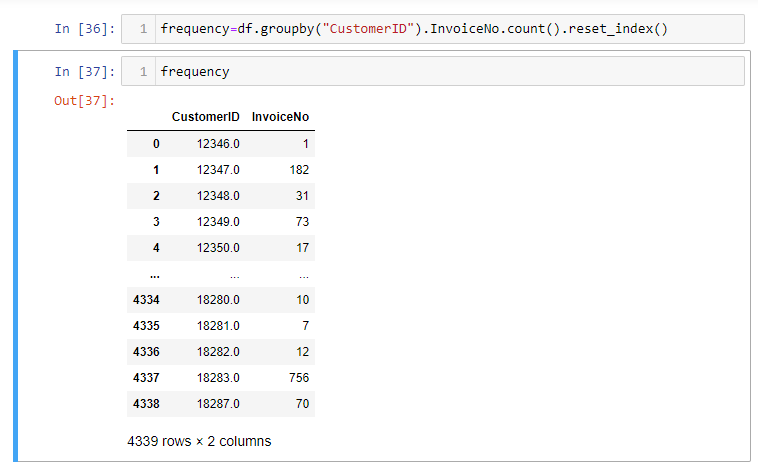 In [36]: 1 frequency=df.groupby("CustomerID").InvoiceNo.count().reset_index()
In [37]: 1 frequency
Out[37]:
CustomerID InvoiceNo
0 12346.0 1
1 12347.0 182
2 12348.0 31
3 12349.0 73
4 12350.0 17
... ... ...
4334 18280.0 10
4335 18281.0 7
4336 18282.0 12
4337 18283.0 756
4338 18287.0 70
4339 rows × 2 columns